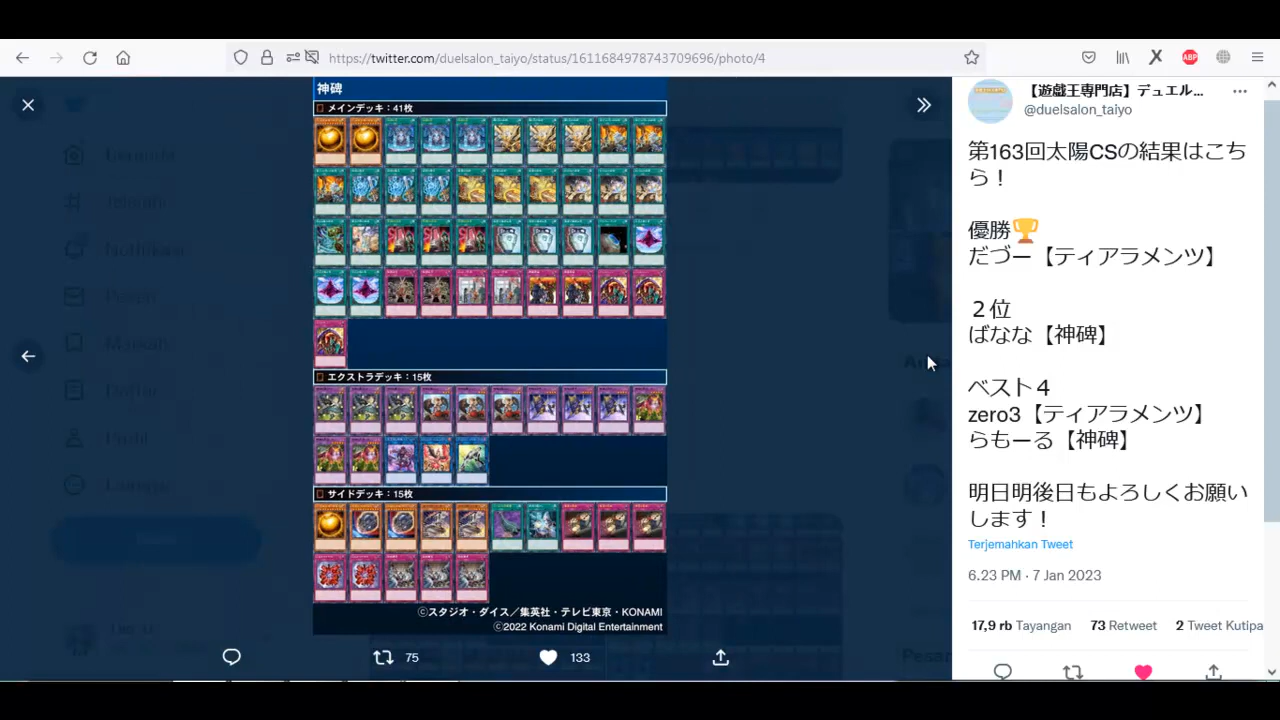 https://twitter.com/duelsalon_taiyo/status/1611684978743709696/photo/4
神碑
メインデッキ：41枚
エクストラデッキ：15枚
サイドデッキ：15枚
©スタジオ・ダイス／集英社・テレビ東京・KONAMI
©2022 Konami Digital Entertainment
75
133
【遊戯王専門店】デュエル...
@duelsalon_taiyo
第163回太陽CSの結果はこち
ら！
優勝🏆
だづー【ティアラメンツ】
２位
ばなな【神碑】
ベスト４
zero3【ティアラメンツ】
らもーる【神碑】
明日明後日もよろしくお願い
します！
Terjemahkan Tweet
6.23 PM · 7 Jan 2023
17,9 rb Tayangan 73 Retweet 2 Tweet Kutipa
ABP